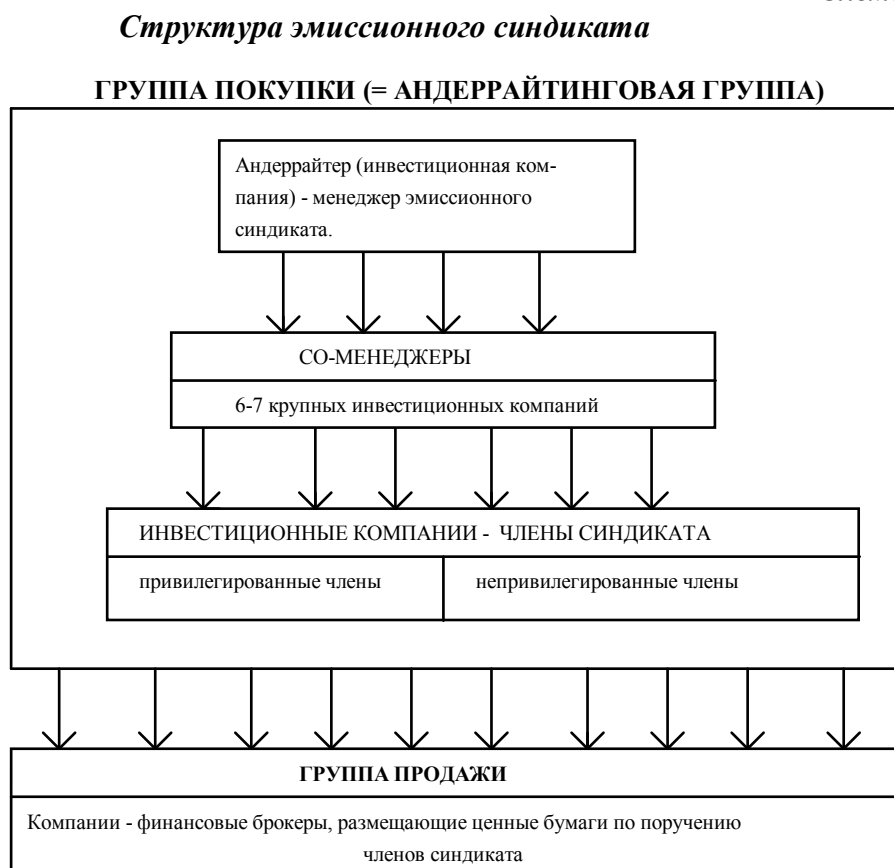 Структура эмиссионного синдиката
ГРУППА ПОКУПКИ (= АНДЕРРАЙТИНГОВАЯ ГРУППА)
Андеррайтер (инвестиционная ком-
пания) - менеджер эмиссионного
синдиката.
СО-МЕНЕДЖЕРЫ
6-7 крупных инвестиционных компаний
ИНВЕСТИЦИОННЫЕ КОМПАНИИ - ЧЛЕНЫ СИНДИКАТА
привилегированные члены
непривилегированные члены
ГРУППА ПРОДАЖИ
Компании - финансовые брокеры, размещающие ценные бумаги по поручению
членов синдиката